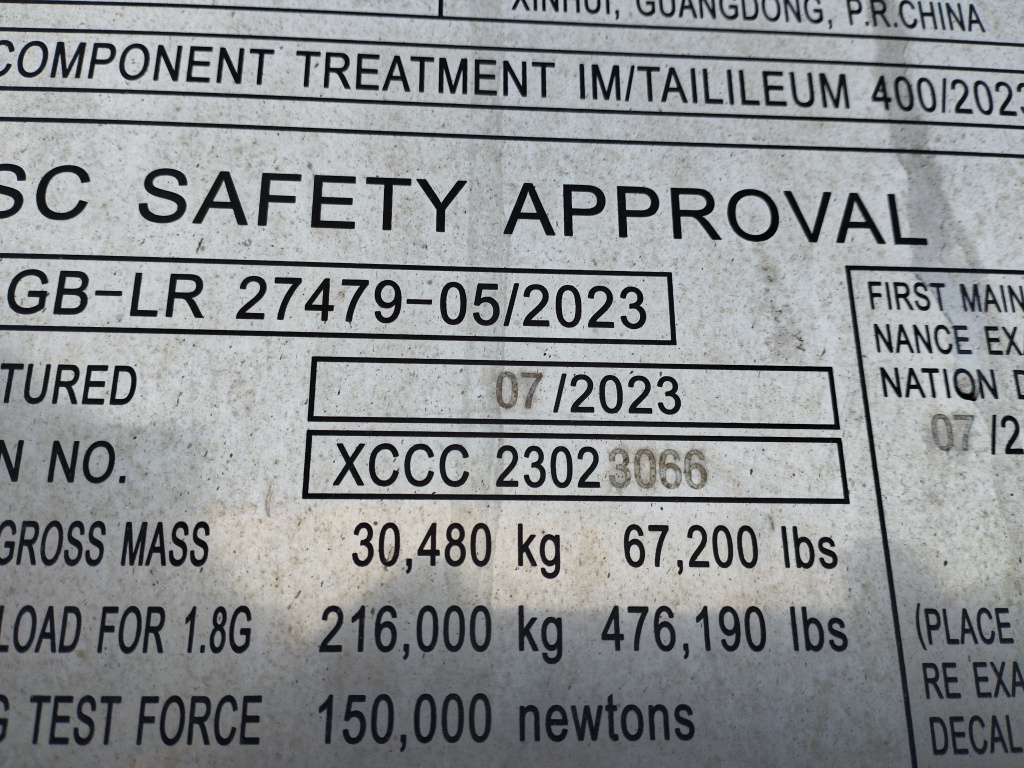 XINHUI, GUANGDONG, P.R.CHINA
COMPONENT TREATMENT IM/TAILILEUM 400/2023
SC SAFETY APPROVAL
GB-LR 27479-05/2023
TURED 07/2023
N NO. XCCC 23023066
GROSS MASS 30,480 kg 67,200 lbs
LOAD FOR 1.8G 216,000 kg 476,190 lbs
G TEST FORCE 150,000 newtons
FIRST MAIN
NANCE EXA
NATION D
07/2
(PLACE
RE EXA
DECAL